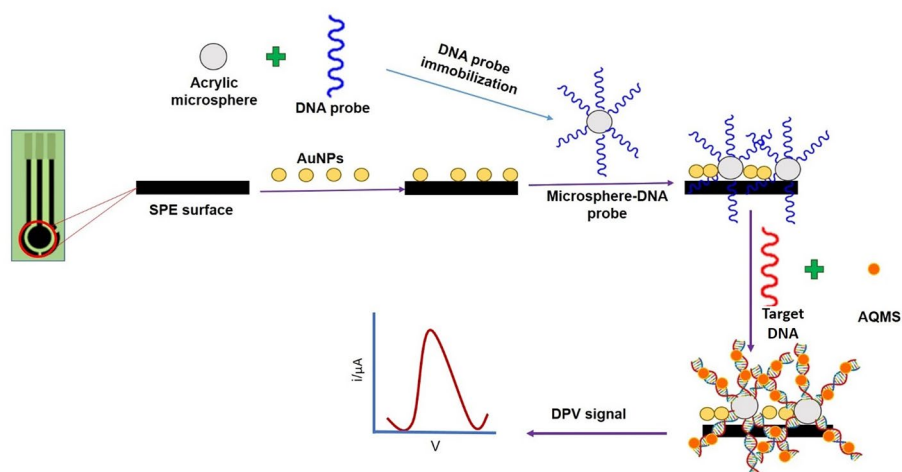 DNA probe
immobilization
Acrylic
microsphere
DNA probe
AuNPs
SPE surface
Microsphere-DNA
probe
Target
DNA
AQMS
i/µA
V
DPV signal